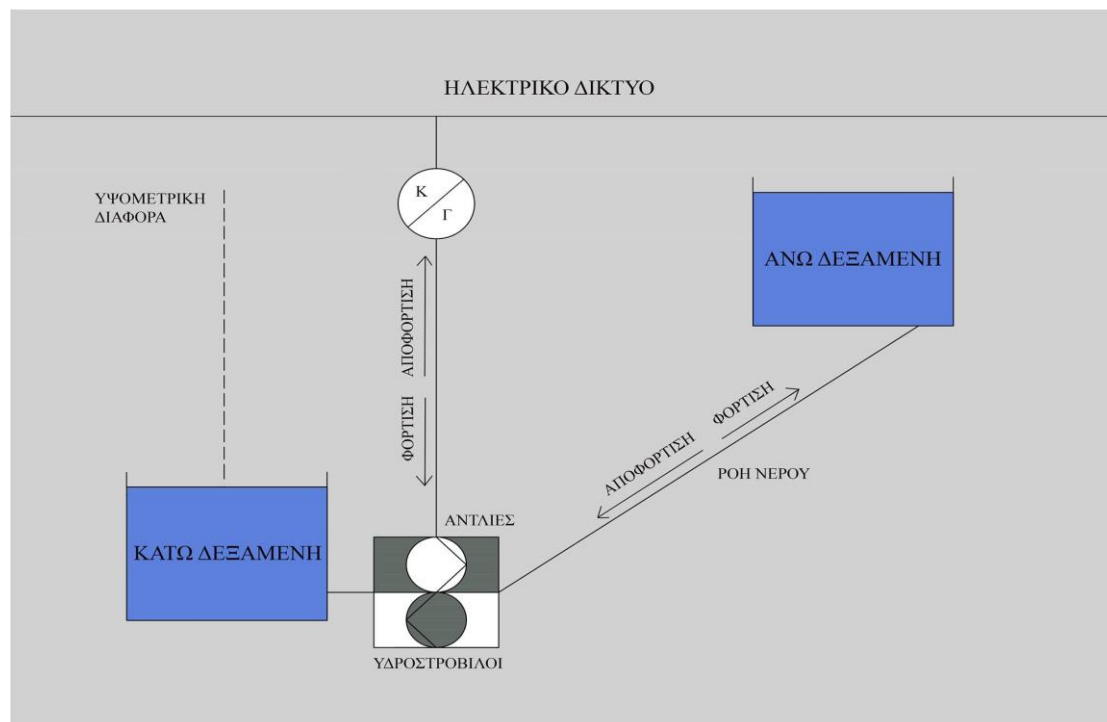 ΗΛΕΚΤΡΙΚΟ ΔΙΚΤΥΟ
ΥΨΟΜΕΤΡΙΚΗ
ΔΙΑΦΟΡΑ
Κ
Γ
ΑΝΩ ΔΕΞΑΜΕΝΗ
ΑΠΟΦΟΡΤΙΣΗ
ΦΟΡΤΙΣΗ
ΦΟΡΤΙΣΗ
ΑΠΟΦΟΡΤΙΣΗ
ΡΟΗ ΝΕΡΟΥ
ΑΝΤΛΙΕΣ
ΚΑΤΩ ΔΕΞΑΜΕΝΗ
ΥΔΡΟΣΤΡΟΒΙΛΟΙ